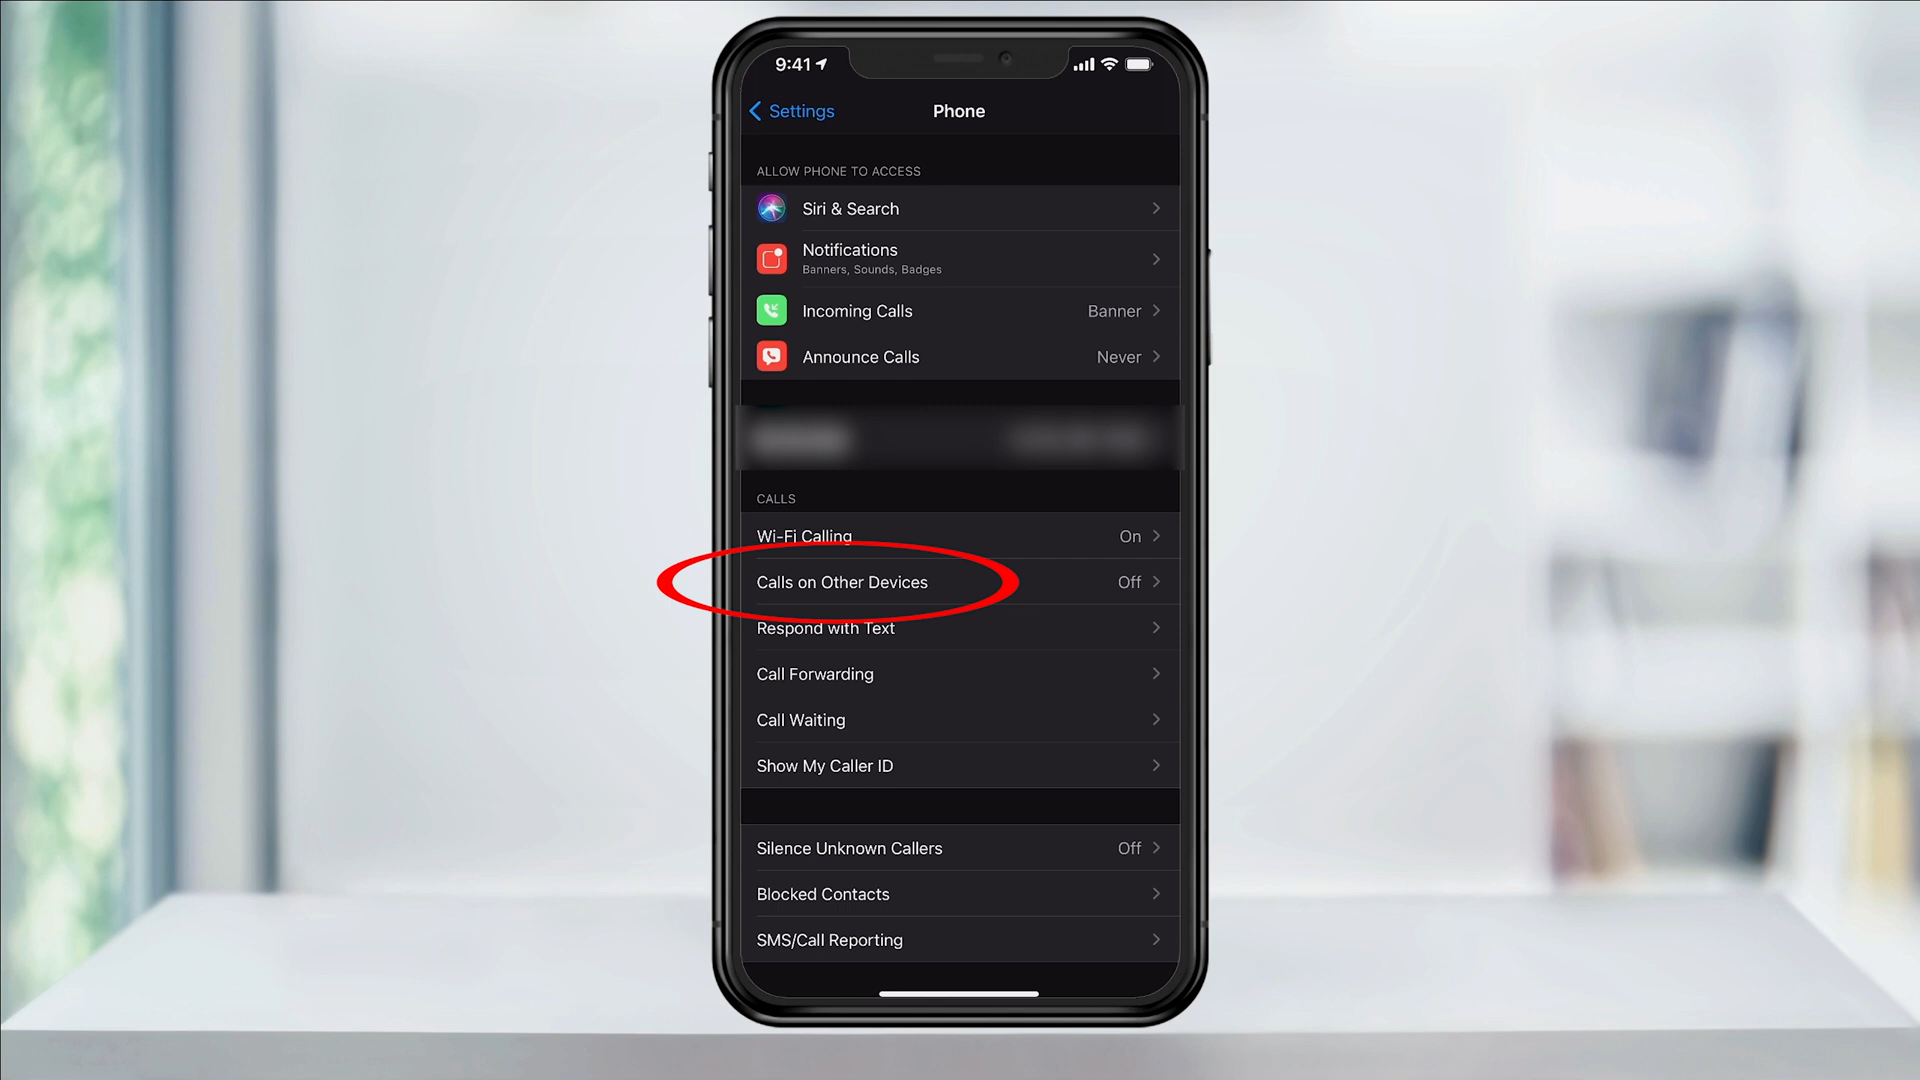 9:41
Settings
Phone
ALLOW PHONE TO ACCESS
Siri & Search
Notifications
Banners, Sounds, Badges
Incoming Calls Banner
Announce Calls Never
CALLS
Wi-Fi Calling On
Calls on Other Devices Off
Respond with Text
Call Forwarding
Call Waiting
Show My Caller ID
Silence Unknown Callers Off
Blocked Contacts
SMS/Call Reporting